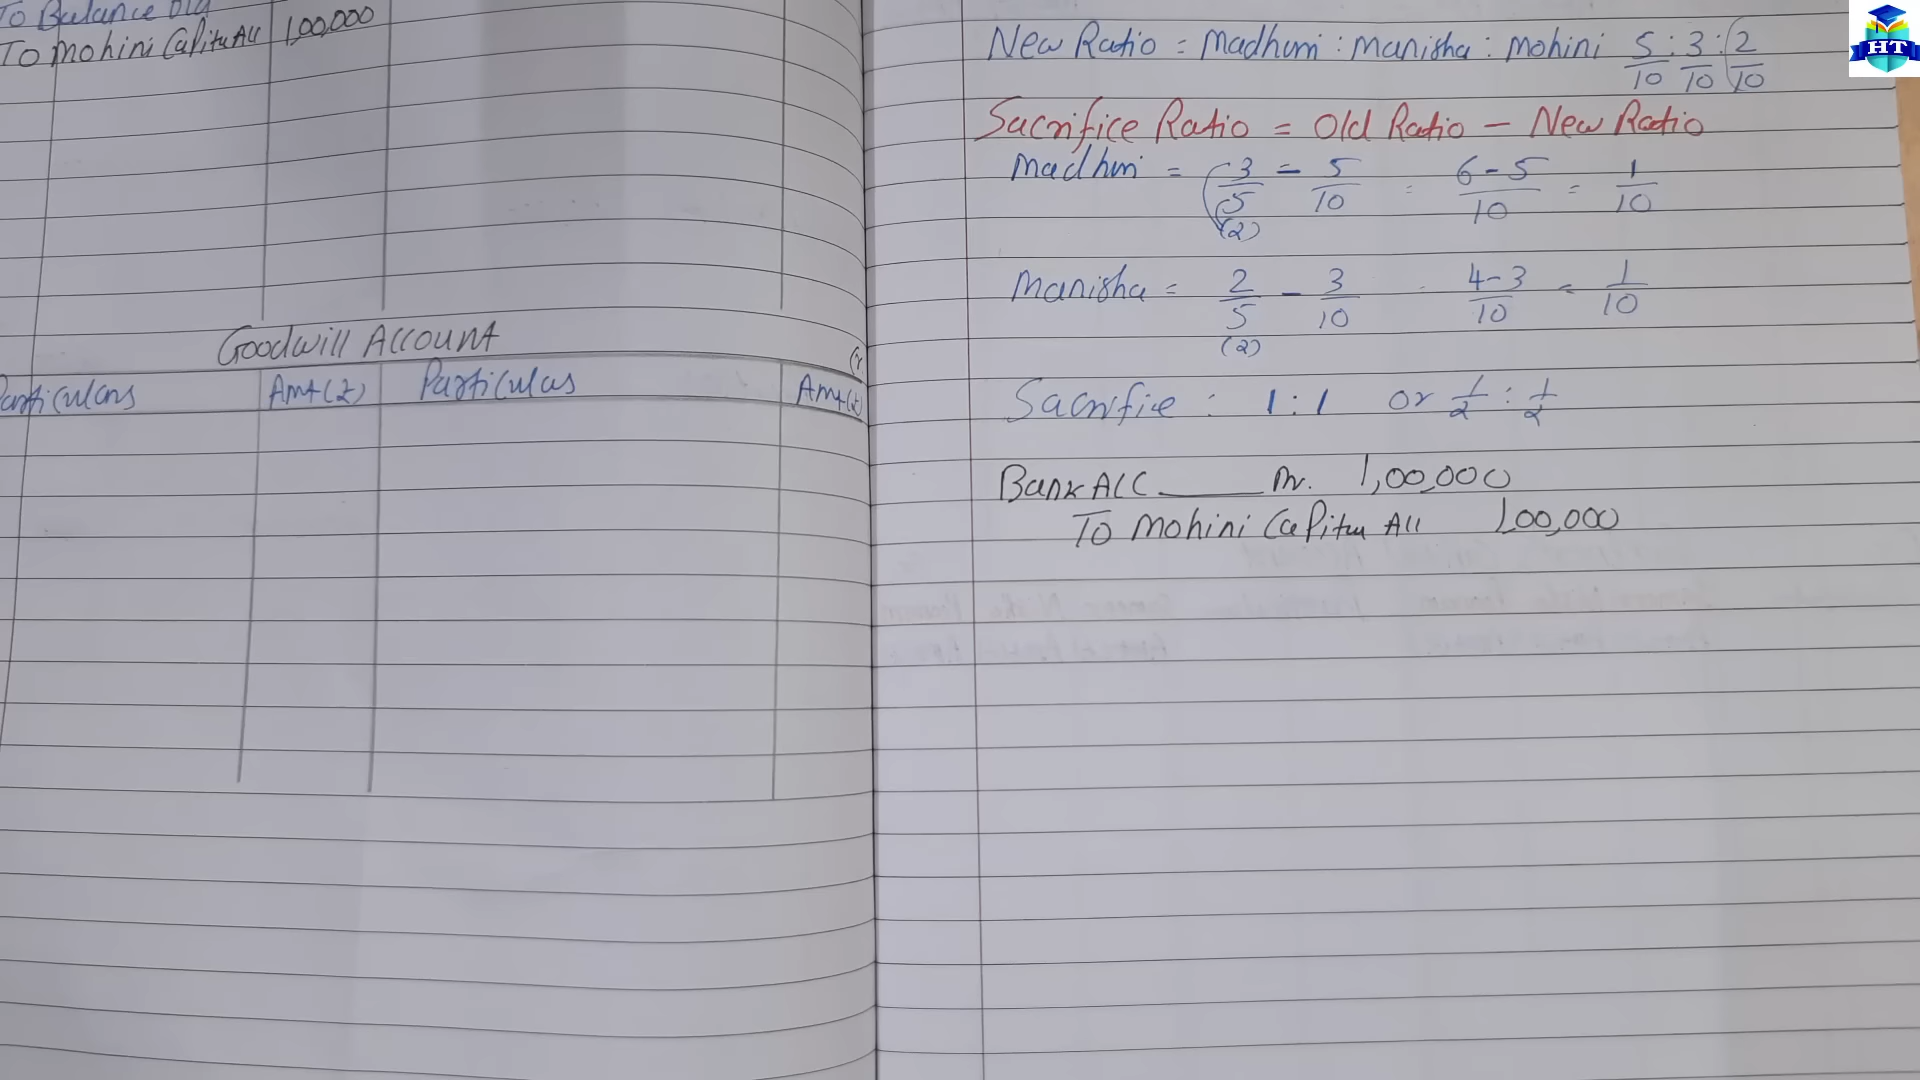 To Balance b/d
To Mohini Capital A/c 1,00,000
Goodwill Account
Particulars Amt(₹) Particulars Amt(₹)
New Ratio = Madhuri : Manisha : Mohini 5/10 : 3/10 : 2/10
Sacrifice Ratio = Old Ratio - New Ratio
Madhuri = 3/5 - 5/10 = 6-5/10 = 1/10
(2)
Manisha = 2/5 - 3/10 = 4-3/10 = 1/10
(2)
Sacrifice : 1:1 or 1/2 : 1/2
Bank A/C ____ Dr. 1,00,000
To Mohini Capital A/c 1,00,000
HT